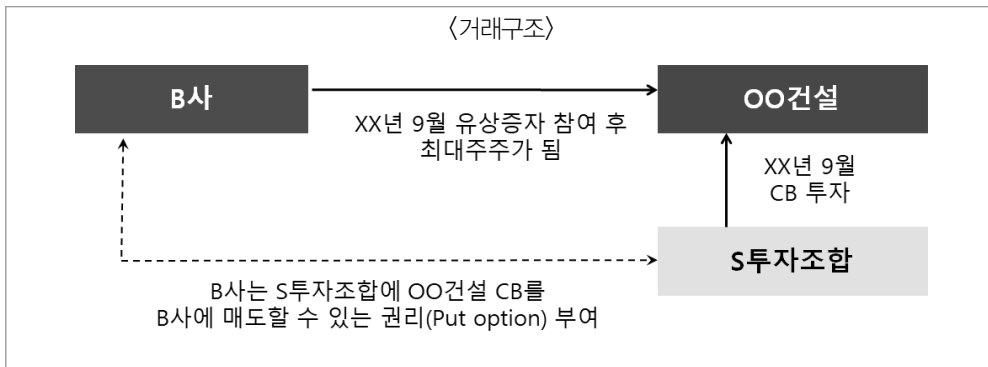 〈거래구조〉
B사
OO건설
XX년 9월 유상증자 참여 후
최대주주가 됨
XX년 9월
CB 투자
S투자조합
B사는 S투자조합에 OO건설 CB를
B사에 매도할 수 있는 권리(Put option) 부여